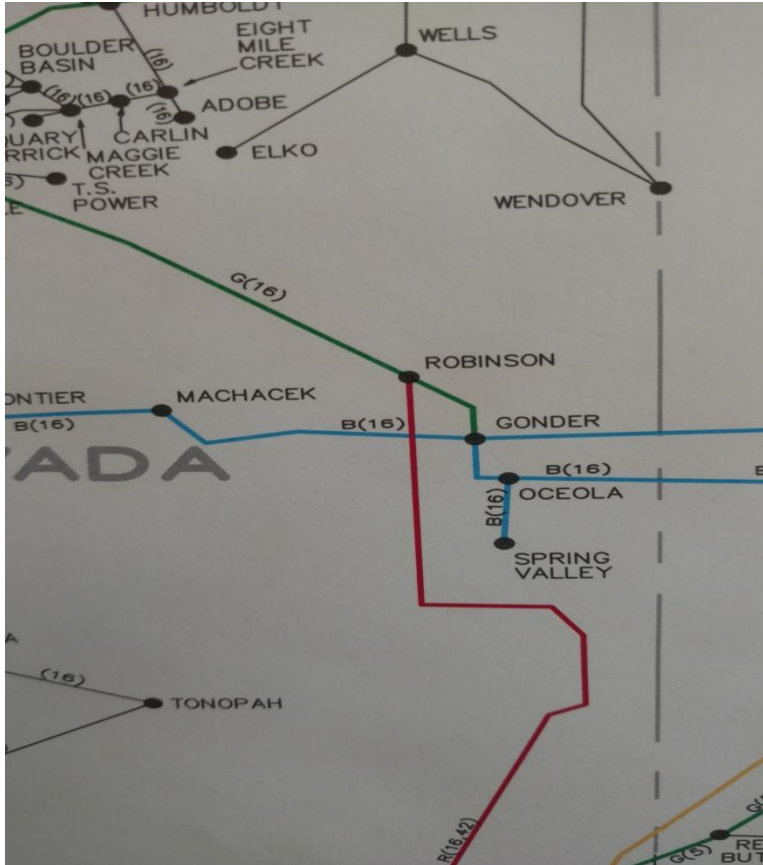 HUMBOLDT
EIGHT
MILE
CREEK
WELLS
BOULDER
BASIN
(16)
(16)
(16)
(16)
(16)
ADOBE
CARLIN
MAGGIE
CREEK
ELKO
T.S.
POWER
WENDOVER
G(16)
ROBINSON
MACHACEK
B(16)
B(16)
GONDER
B(16)
OCEOLA
B(16)
SPRING
VALLEY
(16)
TONOPAH
R(16,42)
G(5)